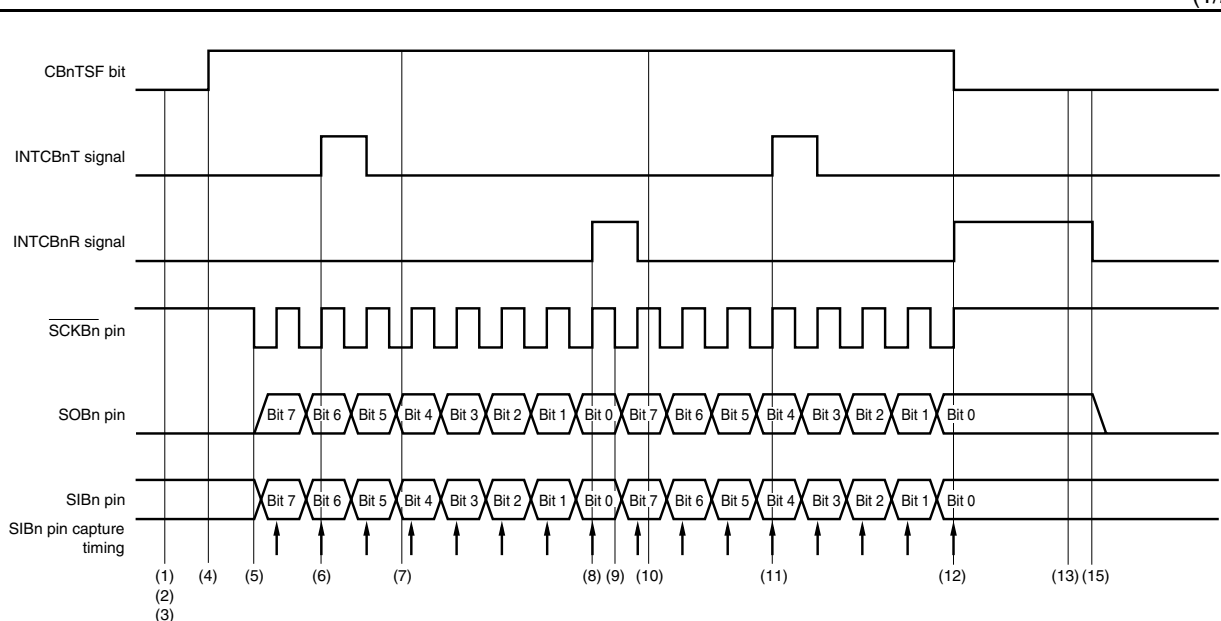 CBnTSF bit
INTCBnT signal
INTCBnR signal
SCKBn pin
SOBn pin
Bit 7 Bit 6 Bit 5 Bit 4 Bit 3 Bit 2 Bit 1 Bit 0 Bit 7 Bit 6 Bit 5 Bit 4 Bit 3 Bit 2 Bit 1 Bit 0
SIBn pin
Bit 7 Bit 6 Bit 5 Bit 4 Bit 3 Bit 2 Bit 1 Bit 0 Bit 7 Bit 6 Bit 5 Bit 4 Bit 3 Bit 2 Bit 1 Bit 0
SIBn pin capture
timing
(1) (4) (5) (6) (7) (8) (9) (10) (11) (12) (13) (15)
(2)
(3)